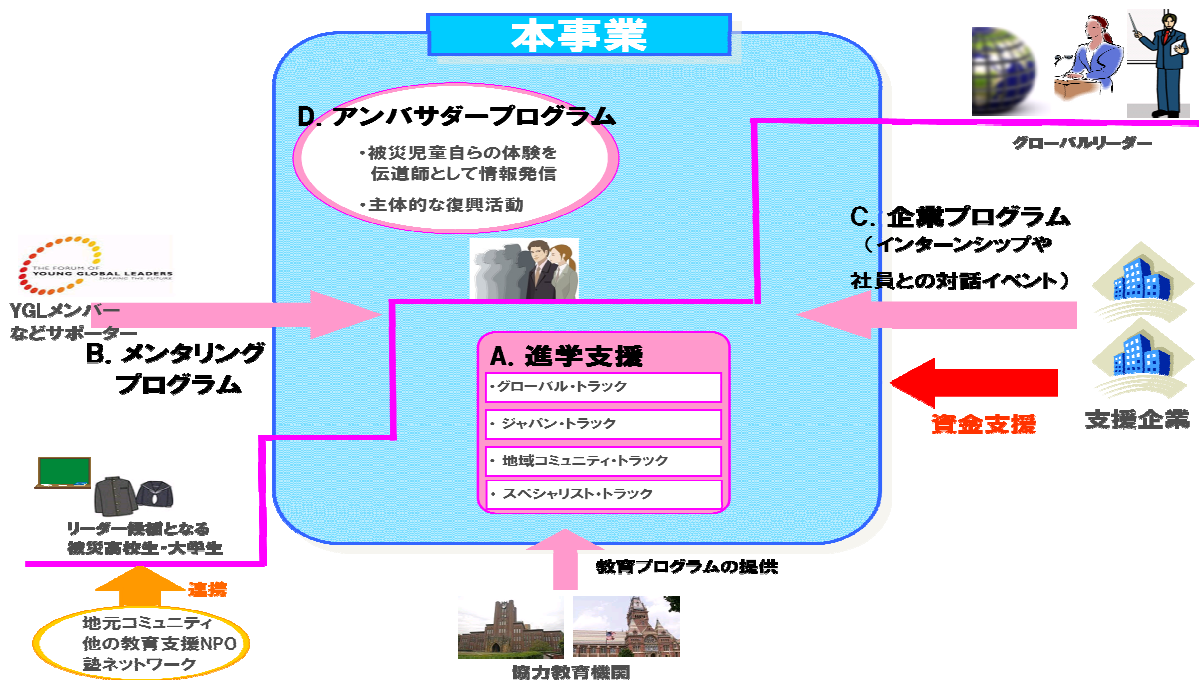 本事業
D. アンバサダープログラム
・被災児童自らの体験を
伝道師として情報発信
・主体的な復興活動
グローバルリーダー
C. 企業プログラム
（インターンシップや
社員との対話イベント）
THE FORUM OF
YOUNG GLOBAL LEADERS
SHAPING THE FUTURE
YGLメンバー
などサポーター
B. メンタリング
プログラム
A. 進学支援
・グローバル・トラック
・ ジャパン・トラック
・ 地域コミュニティ・トラック
・ スペシャリスト・トラック
資金支援
支援企業
リーダー候補となる
被災高校生・大学生
連携
地元コミュニティ
他の教育支援NPO
塾ネットワーク
教育プログラムの提供
協力教育機関